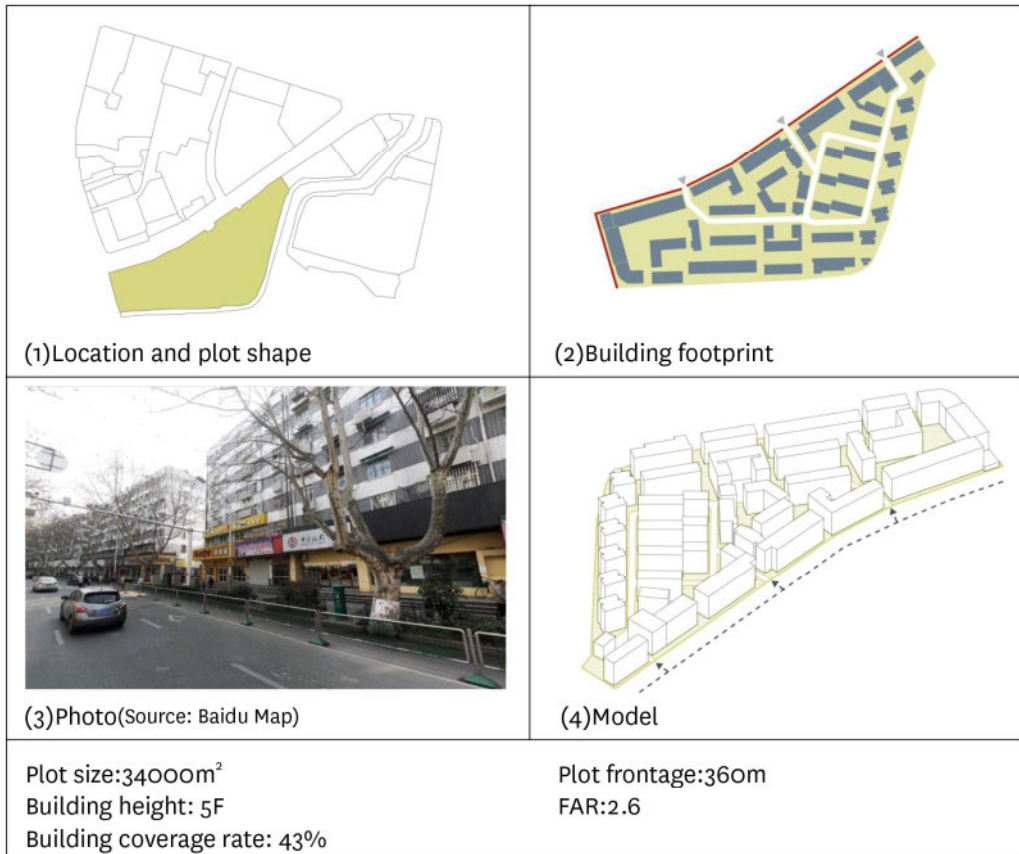 (1)Location and plot shape
(2)Building footprint
(3)Photo(Source: Baidu Map)
(4)Model
Plot size:34000m²
Building height: 5F
Building coverage rate: 43%
Plot frontage:360m
FAR:2.6